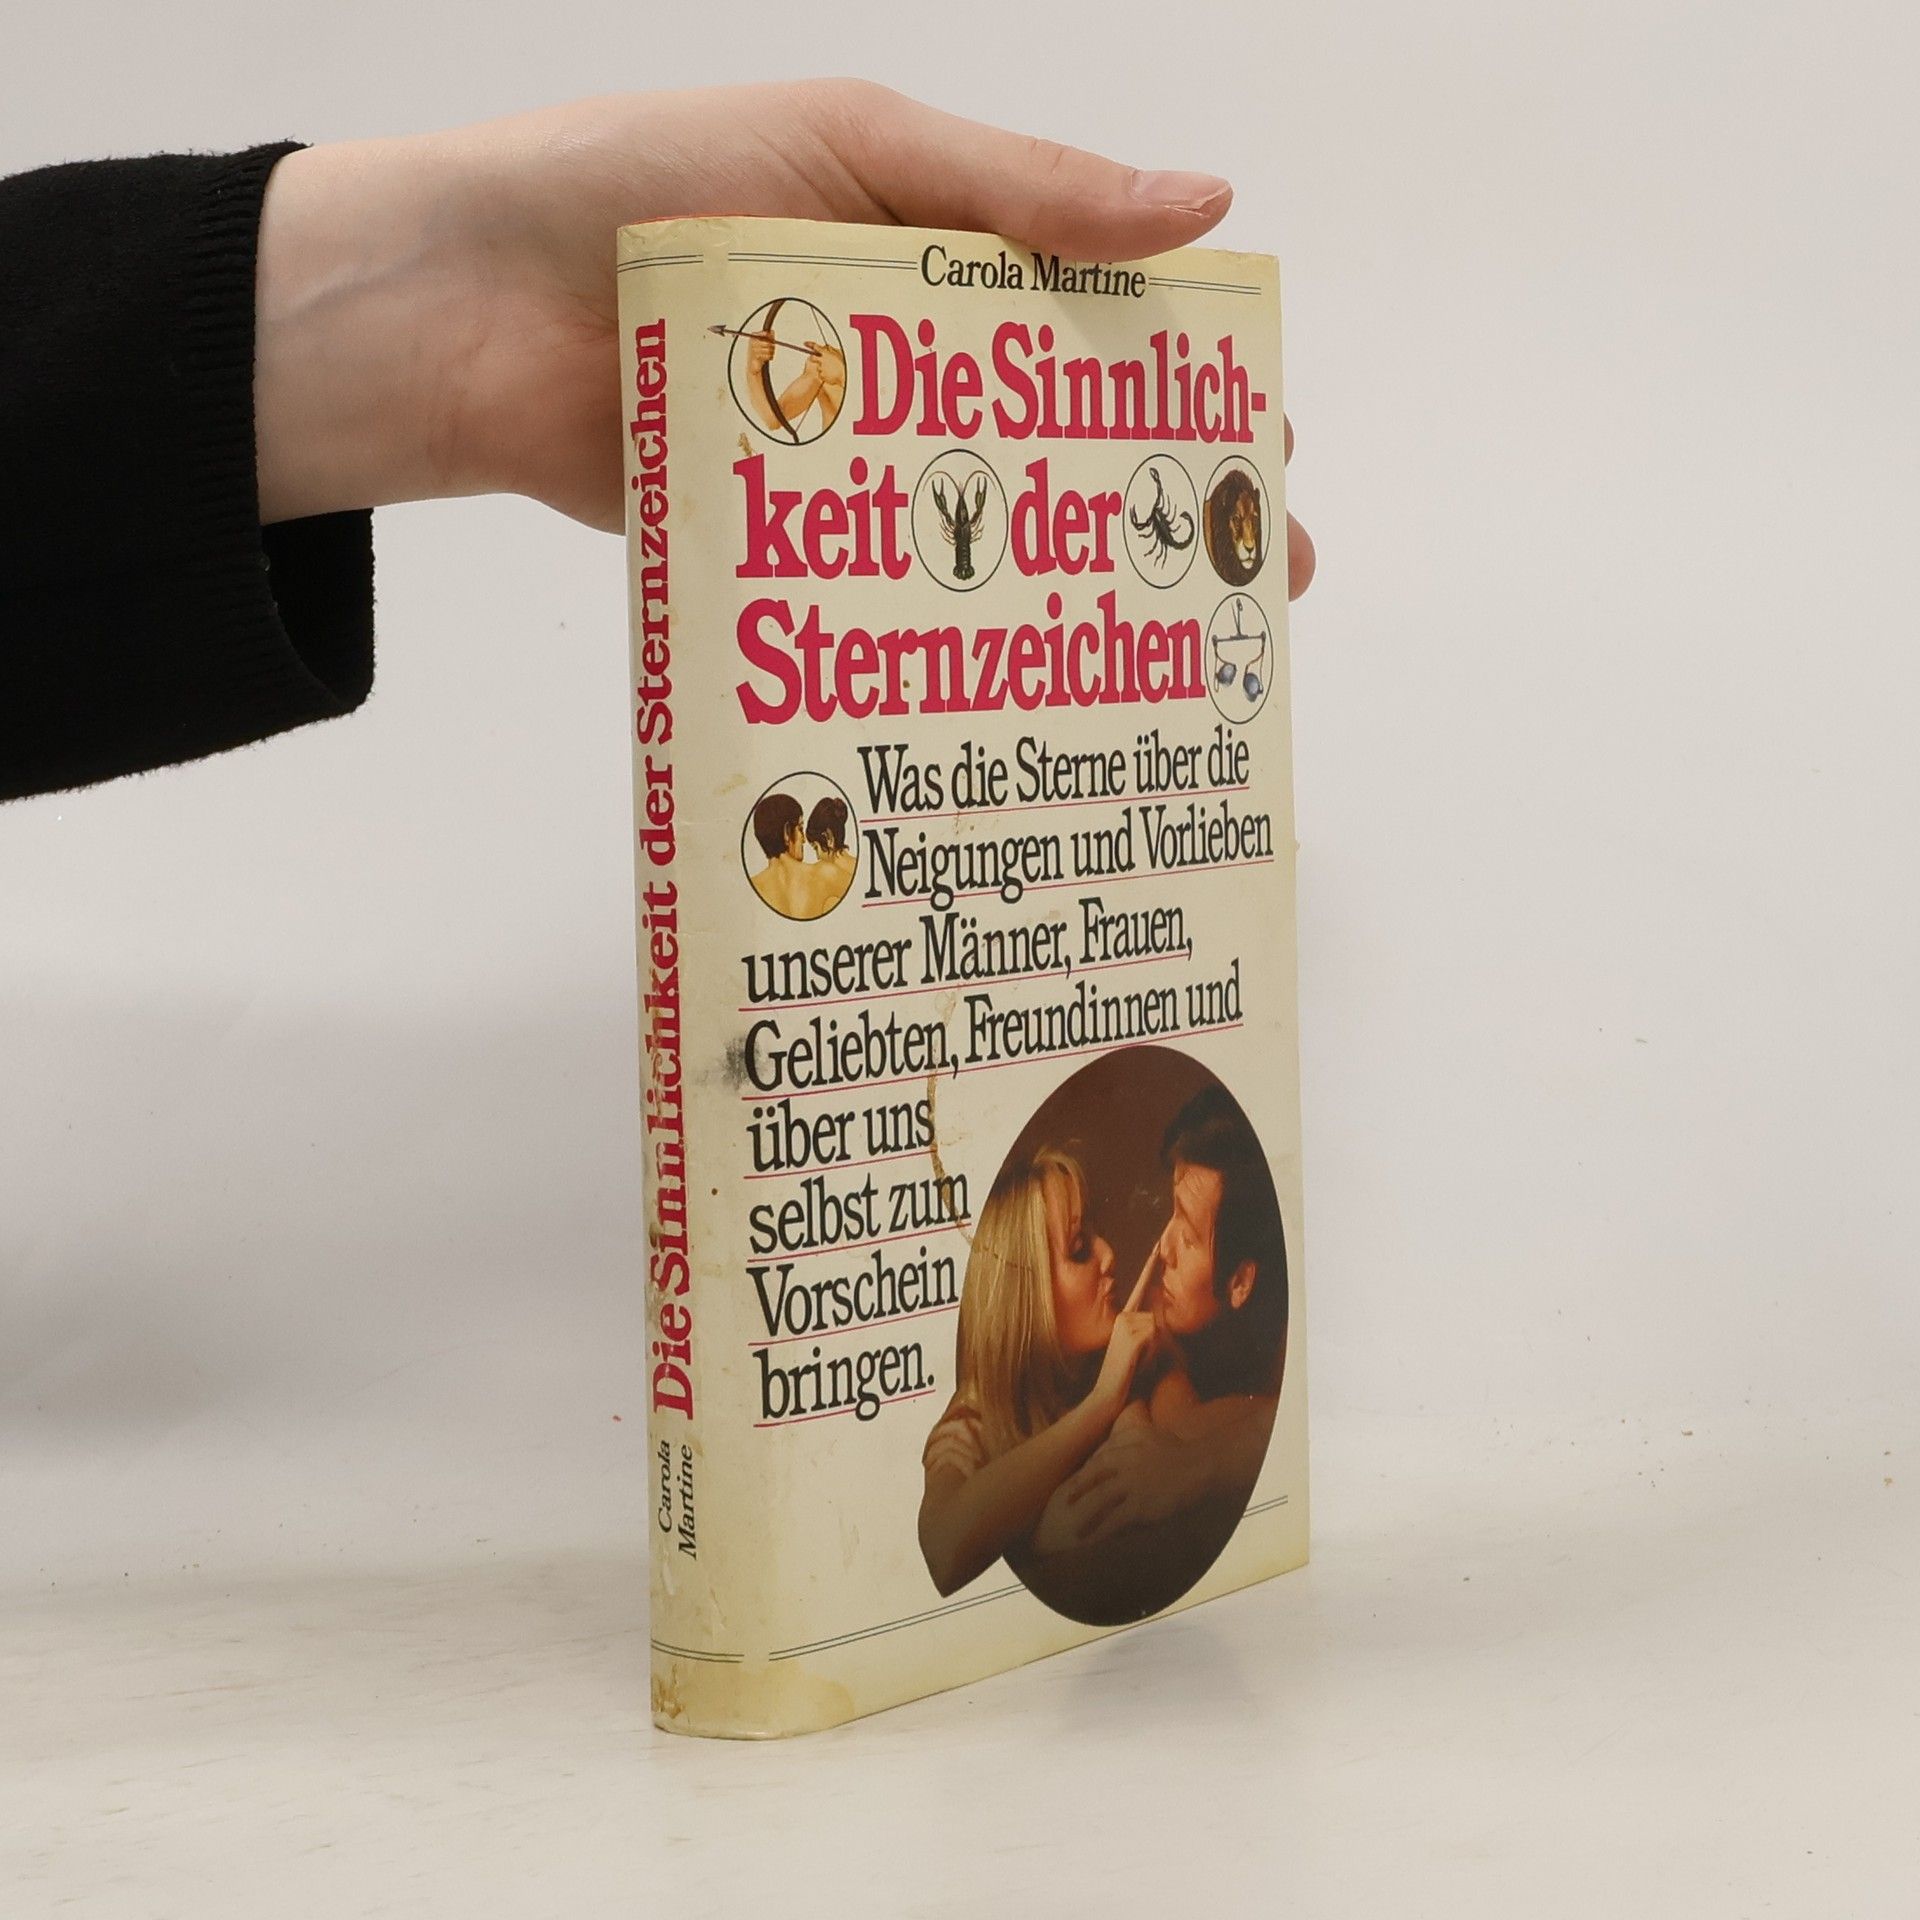 Carola Martine
Die Sinnlich-
keit der
Sternzeichen
Was die Sterne über die
Neigungen und Vorlieben
unserer Männer, Frauen,
Geliebten, Freundinnen und
über uns
selbst zum
Vorschein
bringen.
Carola
Martine
Die Sinnlichkeit der Sternzeichen